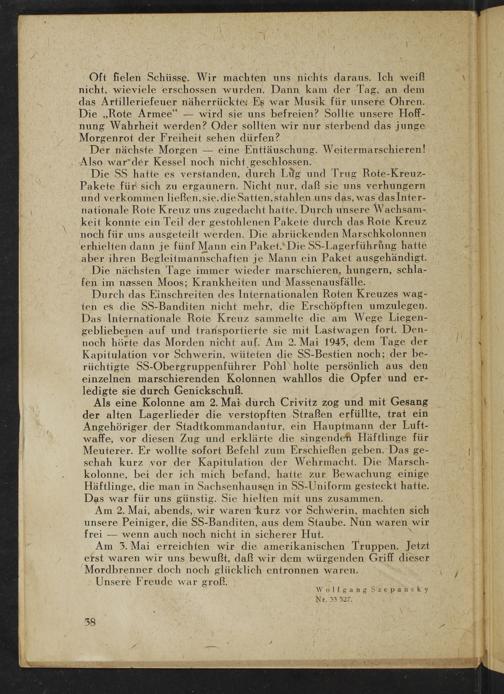 Oft fielen Schüsse. Wir machten uns nichts daraus. Ich weiß
nicht, wieviele erschossen wurden. Dann kam der Tag, an dem
das Artilleriefeuer näherrückte. Es war Musik für unsere Ohren.
Die „Rote Armee“ — wird sie uns befreien? Sollte unsere Hoff-
nung Wahrheit werden? Oder sollten wir nur sterbend das junge
Morgenrot der Freiheit sehen dürfen?
Der nächste Morgen — eine Enttäuschung. Weitermarschieren!
Also war der Kessel noch nicht geschlossen.
Die SS hatte es verstanden, durch Lug und Trug Rote-Kreuz-
Pakete für sich zu ergaunern. Nicht nur, daß sie uns verhungern
und verkommen ließen, sie, die Satten, stahlen uns das, was das Inter-
nationale Rote Kreuz uns zugedacht hatte. Durch unsere Wachsam-
keit konnte ein Teil der gestohlenen Pakete durch das Rote Kreuz
noch für uns ausgeteilt werden. Die abrückenden Marschkolonnen
erhielten dann je fünf Mann ein Paket. Die SS-Lagerführung hatte
aber ihren Begleitmannschaften je Mann ein Paket ausgehändigt.
Die nächsten Tage immer wieder marschieren, hungern, schla-
fen im nassen Moos; Krankheiten und Massenausfälle.
Durch das Einschreiten des Internationalen Roten Kreuzes wag-
ten es die SS-Banditen nicht mehr, die Erschöpften umzulegen.
Das Internationale Rote Kreuz sammelte die am Wege Liegen-
gebliebenen auf und transportierte sie mit Lastwagen fort. Den-
noch hörte das Morden nicht auf. Am 2. Mai 1945, dem Tage der
Kapitulation vor Schwerin, wüteten die SS-Bestien noch; der be-
rüchtigte SS-Obergruppenführer Pohl holte persönlich aus den
einzelnen marschierenden Kolonnen wahllos die Opfer und er-
ledigte sie durch Genickschuß.
Als eine Kolonne am 2. Mai durch Crivitz zog und mit Gesang
der alten Lagerlieder die verstopften Straßen erfüllte, trat ein
Angehöriger der Stadtkommandantur, ein Hauptmann der Luft-
waffe, vor diesen Zug und erklärte die singenden Häftlinge für
Meuterer. Er wollte sofort Befehl zum Erschießen geben. Das ge-
schah kurz vor der Kapitulation der Wehrmacht. Die Marsch-
kolonne, bei der ich mich befand, hatte zur Bewachung einige
Häftlinge, die man in Sachsenhausen in SS-Uniform gesteckt hatte.
Das war für uns günstig. Sie hielten mit uns zusammen.
Am 2. Mai, abends, wir waren kurz vor Schwerin, machten sich
unsere Peiniger, die SS-Banditen, aus dem Staube. Nun waren wir
frei — wenn auch noch nicht in sicherer Hut.
Am 3. Mai erreichten wir die amerikanischen Truppen. Jetzt
erst waren wir uns bewußt, daß wir dem würgenden Griff dieser
Mordbrenner doch noch glücklich entronnen waren.
Unsere Freude war groß.
Wolfgang Szepansky
Nr. 33 527.
38